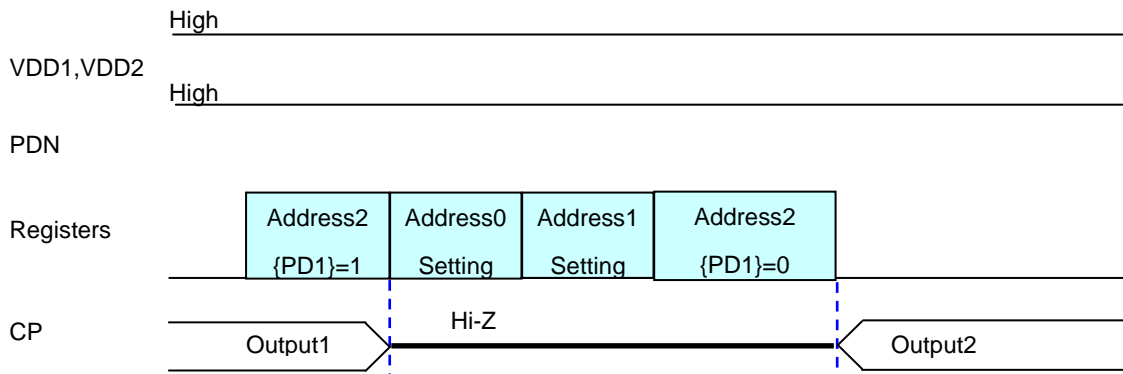 High
VDD1,VDD2
High
PDN
Registers
Address2
{PD1}=1
Address0
Setting
Address1
Setting
Address2
{PD1}=0
CP
Output1
Hi-Z
Output2